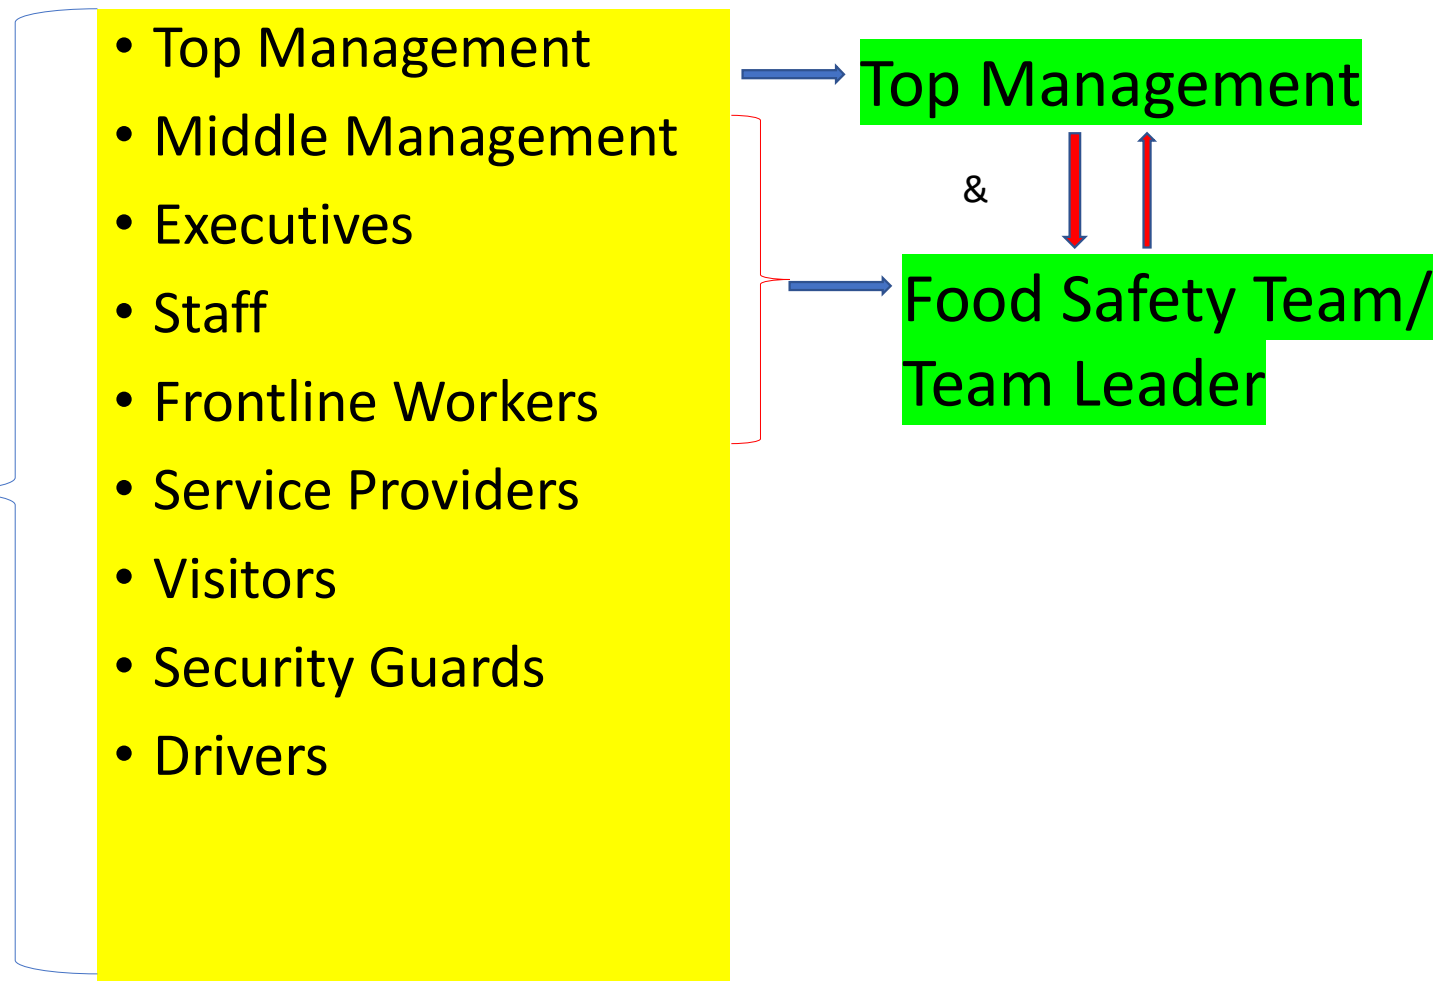 • Top Management
• Middle Management
• Executives
• Staff
• Frontline Workers
• Service Providers
• Visitors
• Security Guards
• Drivers
Top Management
&
Food Safety Team/
Team Leader